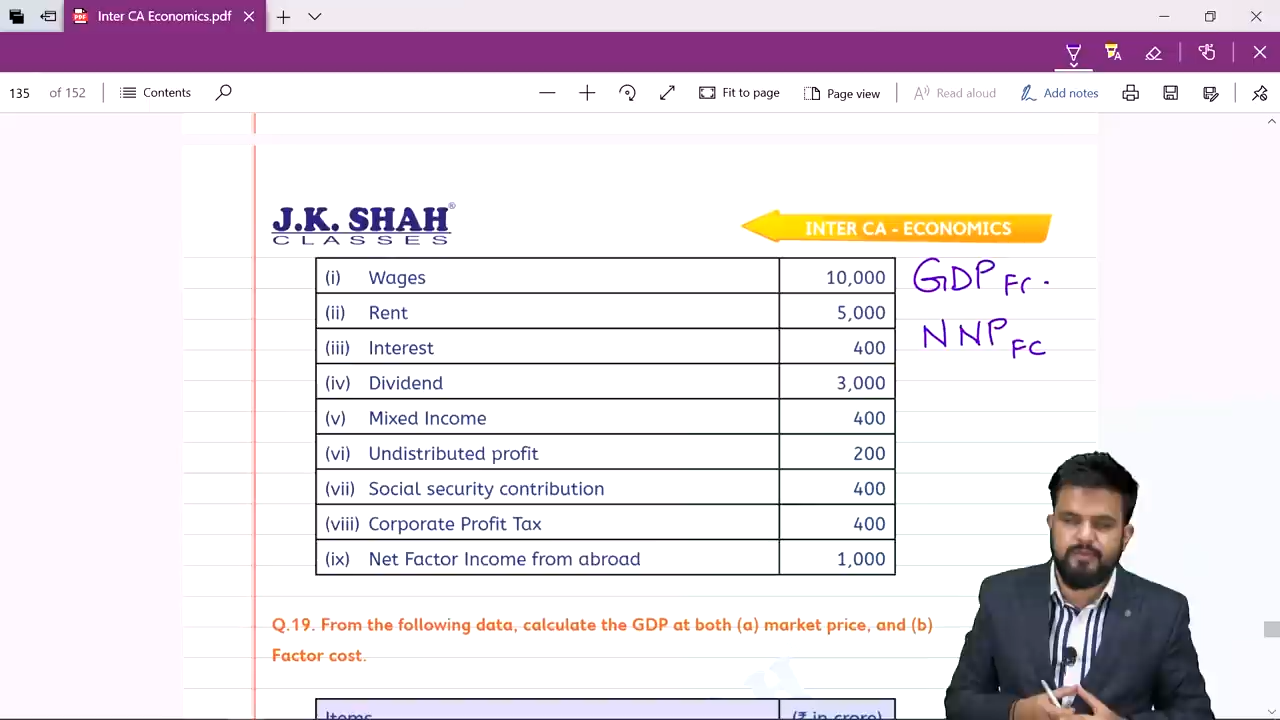 Inter CA Economics.pdf
135 of 152 Contents Fit to page Page view Read aloud Add notes
J.K. SHAH®
CLASSES
INTER CA - ECONOMICS
(i) Wages 10,000
(ii) Rent 5,000
(iii) Interest 400
(iv) Dividend 3,000
(v) Mixed Income 400
(vi) Undistributed profit 200
(vii) Social security contribution 400
(viii) Corporate Profit Tax 400
(ix) Net Factor Income from abroad 1,000
GDP FC .
NNP FC
Q.19. From the following data, calculate the GDP at both (a) market price, and (b)
Factor cost.
Items (₹ in crore)